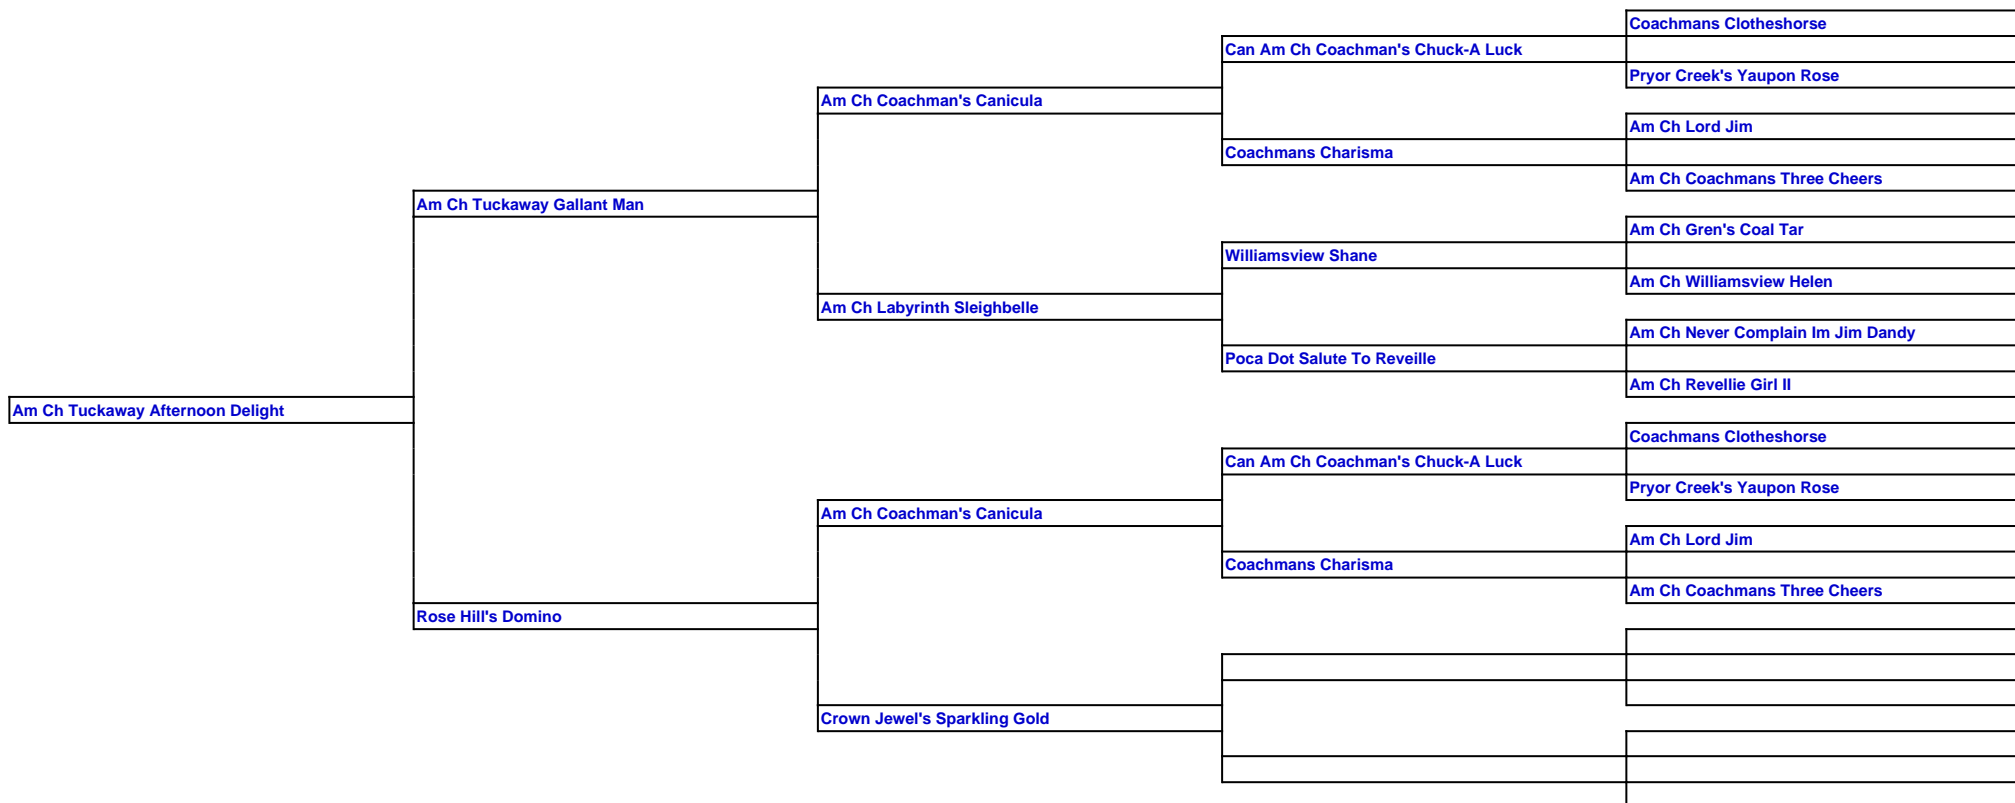 Coachmans Clotheshorse
Can Am Ch Coachman's Chuck-A Luck
Pryor Creek's Yaupon Rose
Am Ch Coachman's Canicula
Am Ch Lord Jim
Coachmans Charisma
Am Ch Coachmans Three Cheers
Am Ch Tuckaway Gallant Man
Am Ch Gren's Coal Tar
Williamsview Shane
Am Ch Williamsview Helen
Am Ch Labyrinth Sleighbelle
Am Ch Never Complain Im Jim Dandy
Poca Dot Salute To Reveille
Am Ch Revellie Girl II
Am Ch Tuckaway Afternoon Delight
Coachmans Clotheshorse
Can Am Ch Coachman's Chuck-A Luck
Pryor Creek's Yaupon Rose
Am Ch Coachman's Canicula
Am Ch Lord Jim
Coachmans Charisma
Am Ch Coachmans Three Cheers
Rose Hill's Domino
Crown Jewel's Sparkling Gold